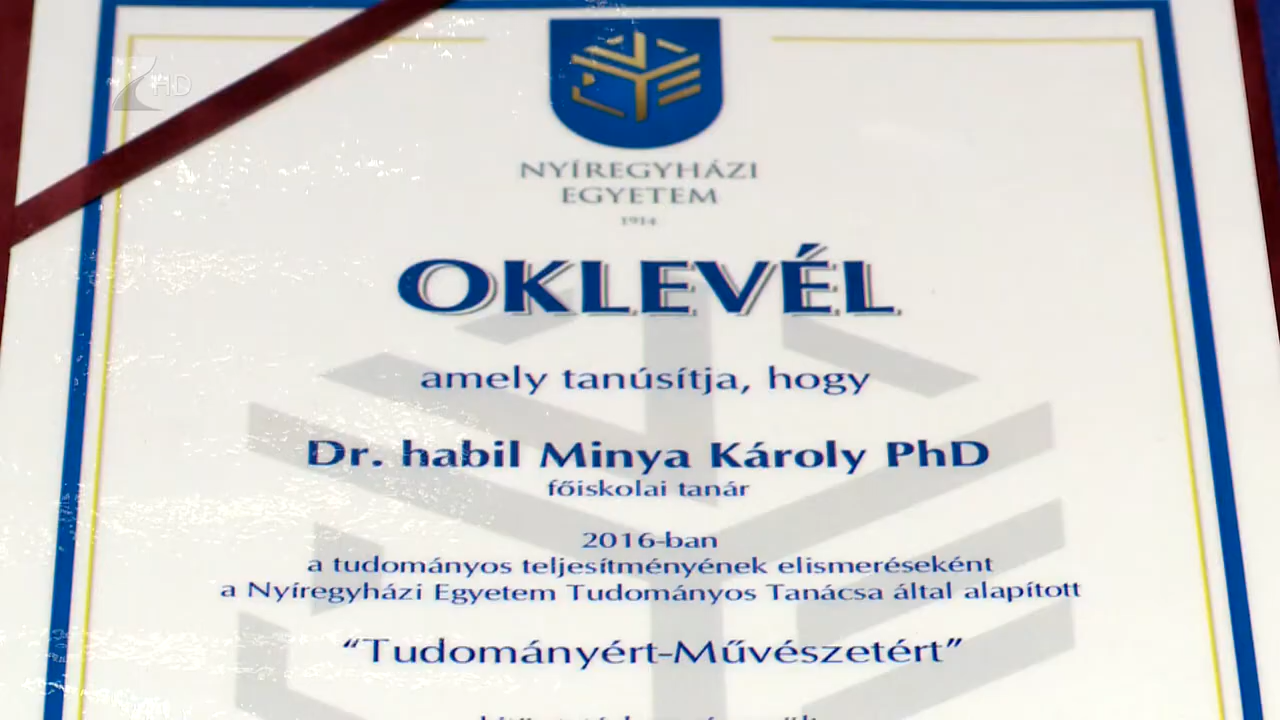 HD
NYÍREGYHÁZI
EGYETEM
1914
OKLEVÉL
amely tanúsítja, hogy
Dr. habil Minya Károly PhD
főiskolai tanár
2016-ban
a tudományos teljesítményének elismeréseként
a Nyíregyházi Egyetem Tudományos Tanácsa által alapított
“Tudományért-Művészetért”